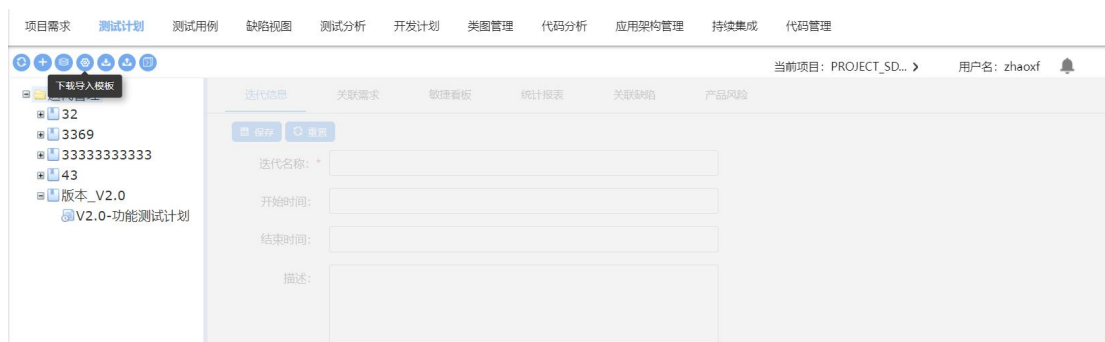 项目需求 测试计划 测试用例 缺陷视图 测试分析 开发计划 类图管理 代码分析 应用架构管理 持续集成 代码管理
当前项目：PROJECT_SD... 用户名：zhaoxf
下载导入模板
迭代信息 关联需求 敏捷看板 统计报表 关联缺陷 产品风险
32
保存 重置
3369
33333333333
迭代名称：*
43
版本_V2.0
开始时间：
V2.0-功能测试计划
结束时间：
描述：